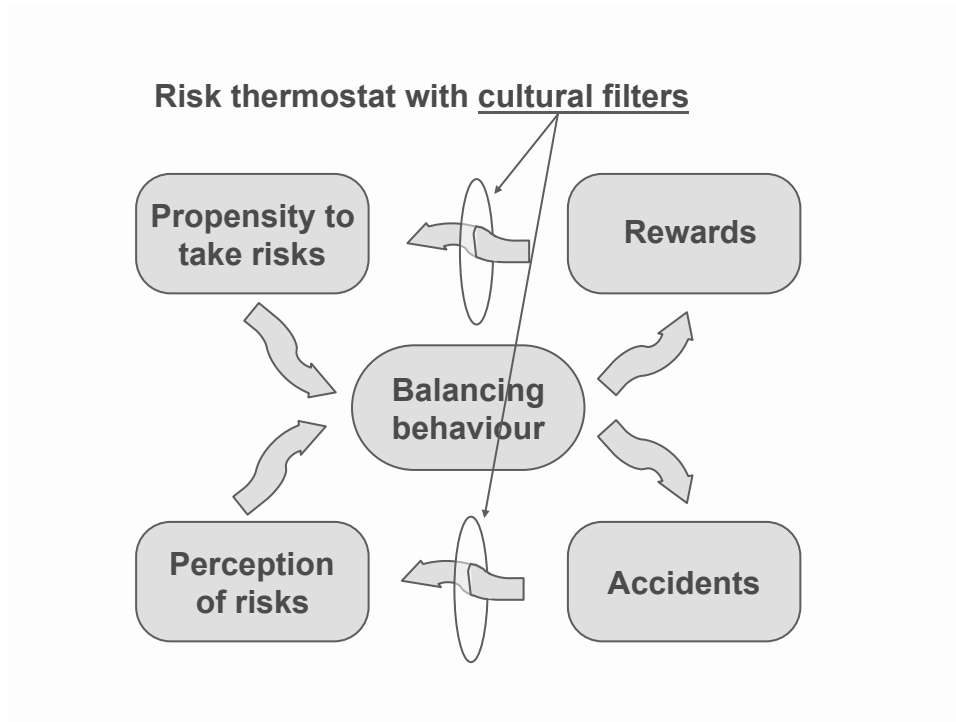 Risk thermostat with cultural filters
Propensity to
take risks
Rewards
Balancing
behaviour
Perception
of risks
Accidents